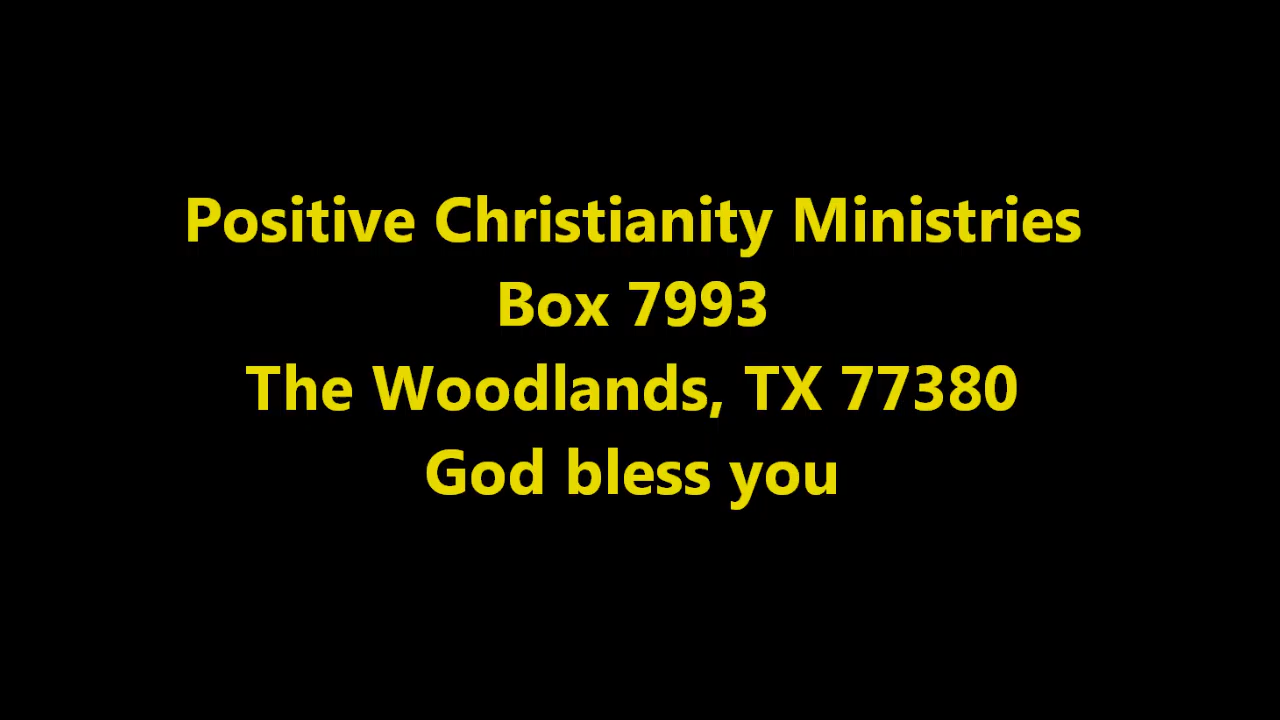 Positive Christianity Ministries
Box 7993
The Woodlands, TX 77380
God bless you